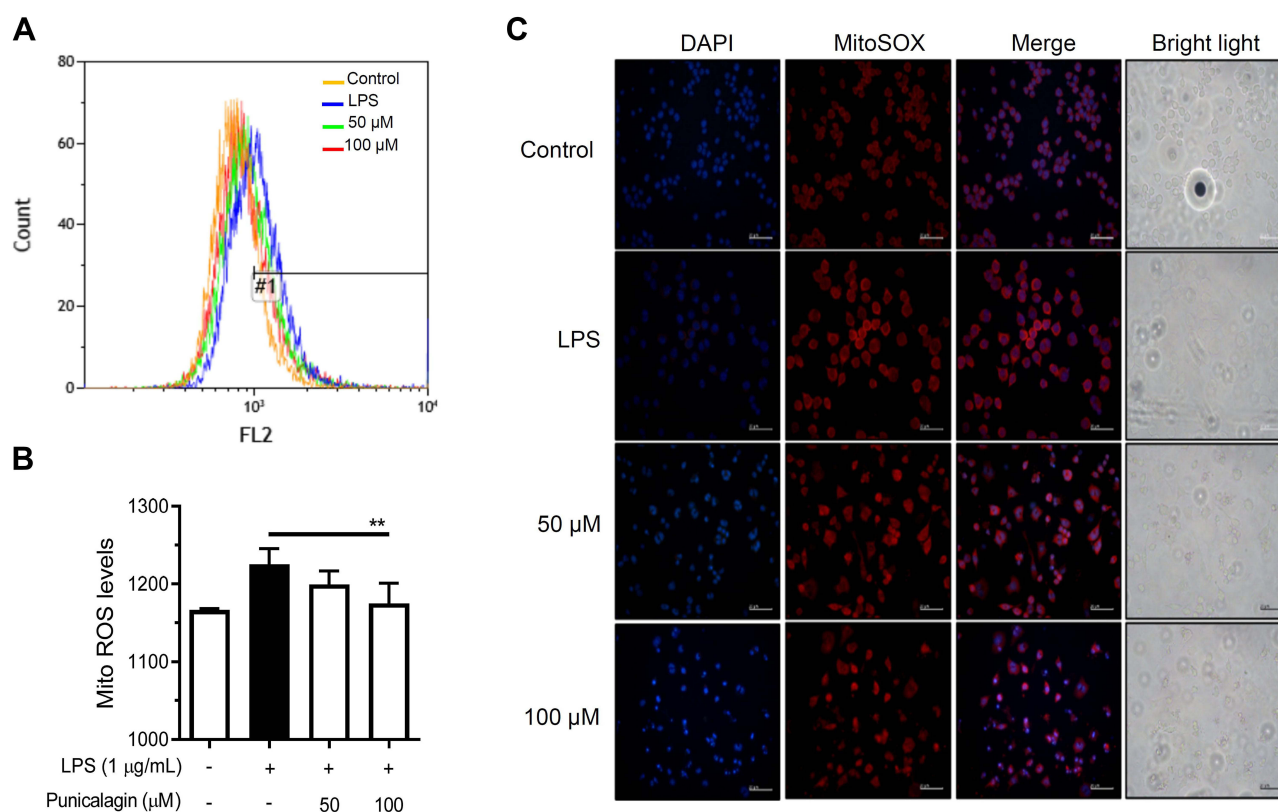 A
80
60
40
20
0
Count
Control
LPS
50 µM
100 µM
#1
10³
10⁴
FL2
B
1300
1200
1100
1000
Mito ROS levels
**
LPS (1 µg/mL) - + + +
Punicalagin (µM) - - 50 100
C
DAPI MitoSOX Merge Bright light
Control
LPS
50 µM
100 µM